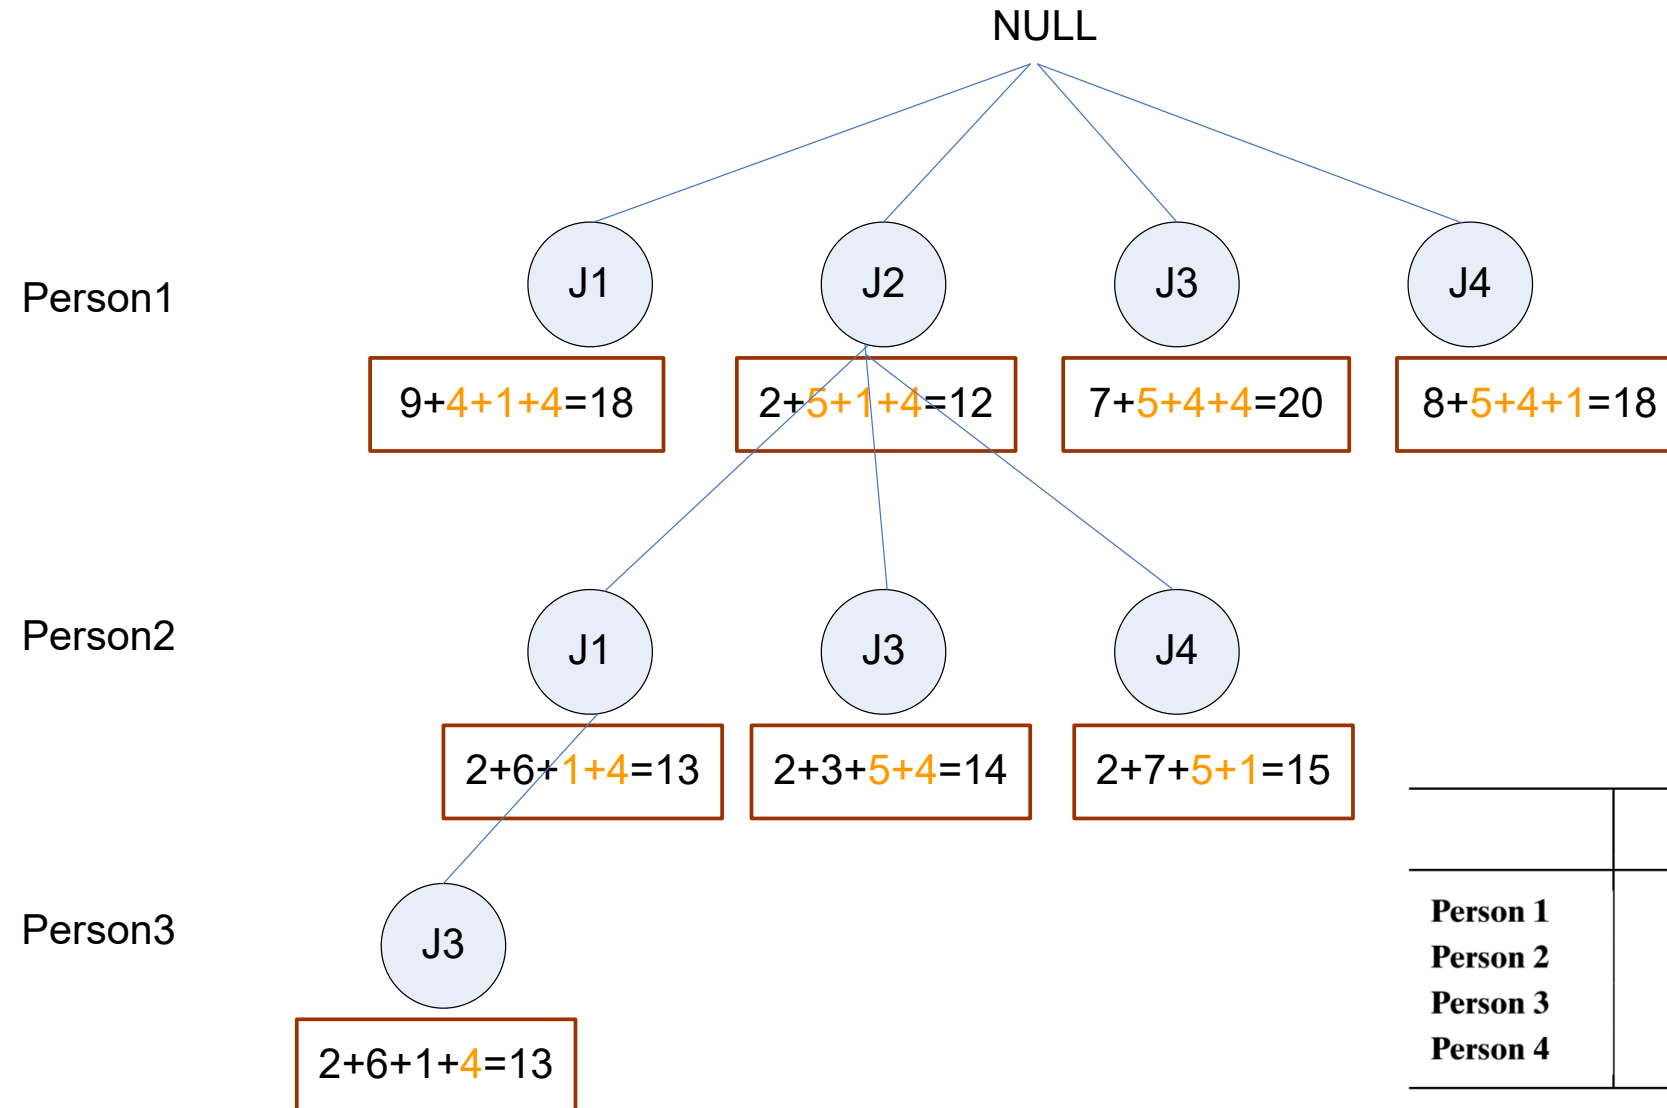 NULL
Person1
J1
J2
J3
J4
9+4+1+4=18
2+5+1+4=12
7+5+4+4=20
8+5+4+1=18
Person2
J1
J3
J4
2+6+1+4=13
2+3+5+4=14
2+7+5+1=15
Person3
J3
2+6+1+4=13
Person 1
Person 2
Person 3
Person 4